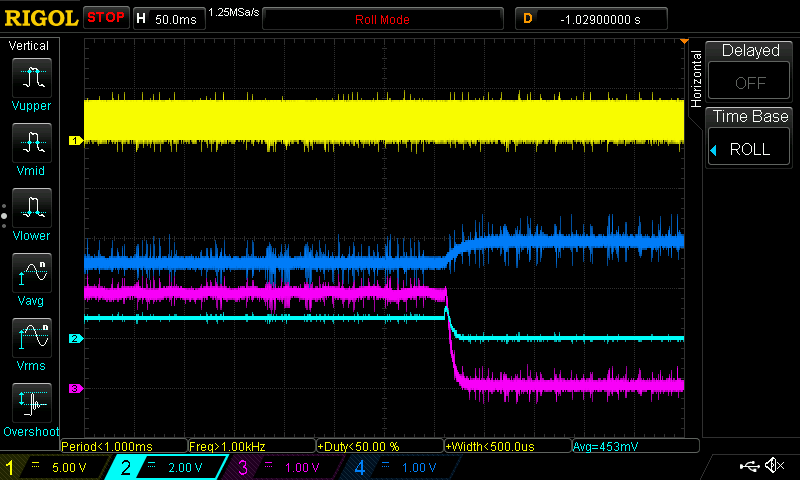 RIGOL STOP H 50.0ms 1.25MSa/s Roll Mode D -1.02900000 s
Vertical
Vupper
Vmid
Vlower
n
Vavg
n
Vrms
Overshoot
1
2
3
Horizontal
Delayed
OFF
Time Base
ROLL
Period<1.000ms Freq>1.00kHz +Duty<50.00 % +Width<500.0us Avg=453mV
1 5.00 V 2 2.00 V 3 1.00 V 4 1.00 V